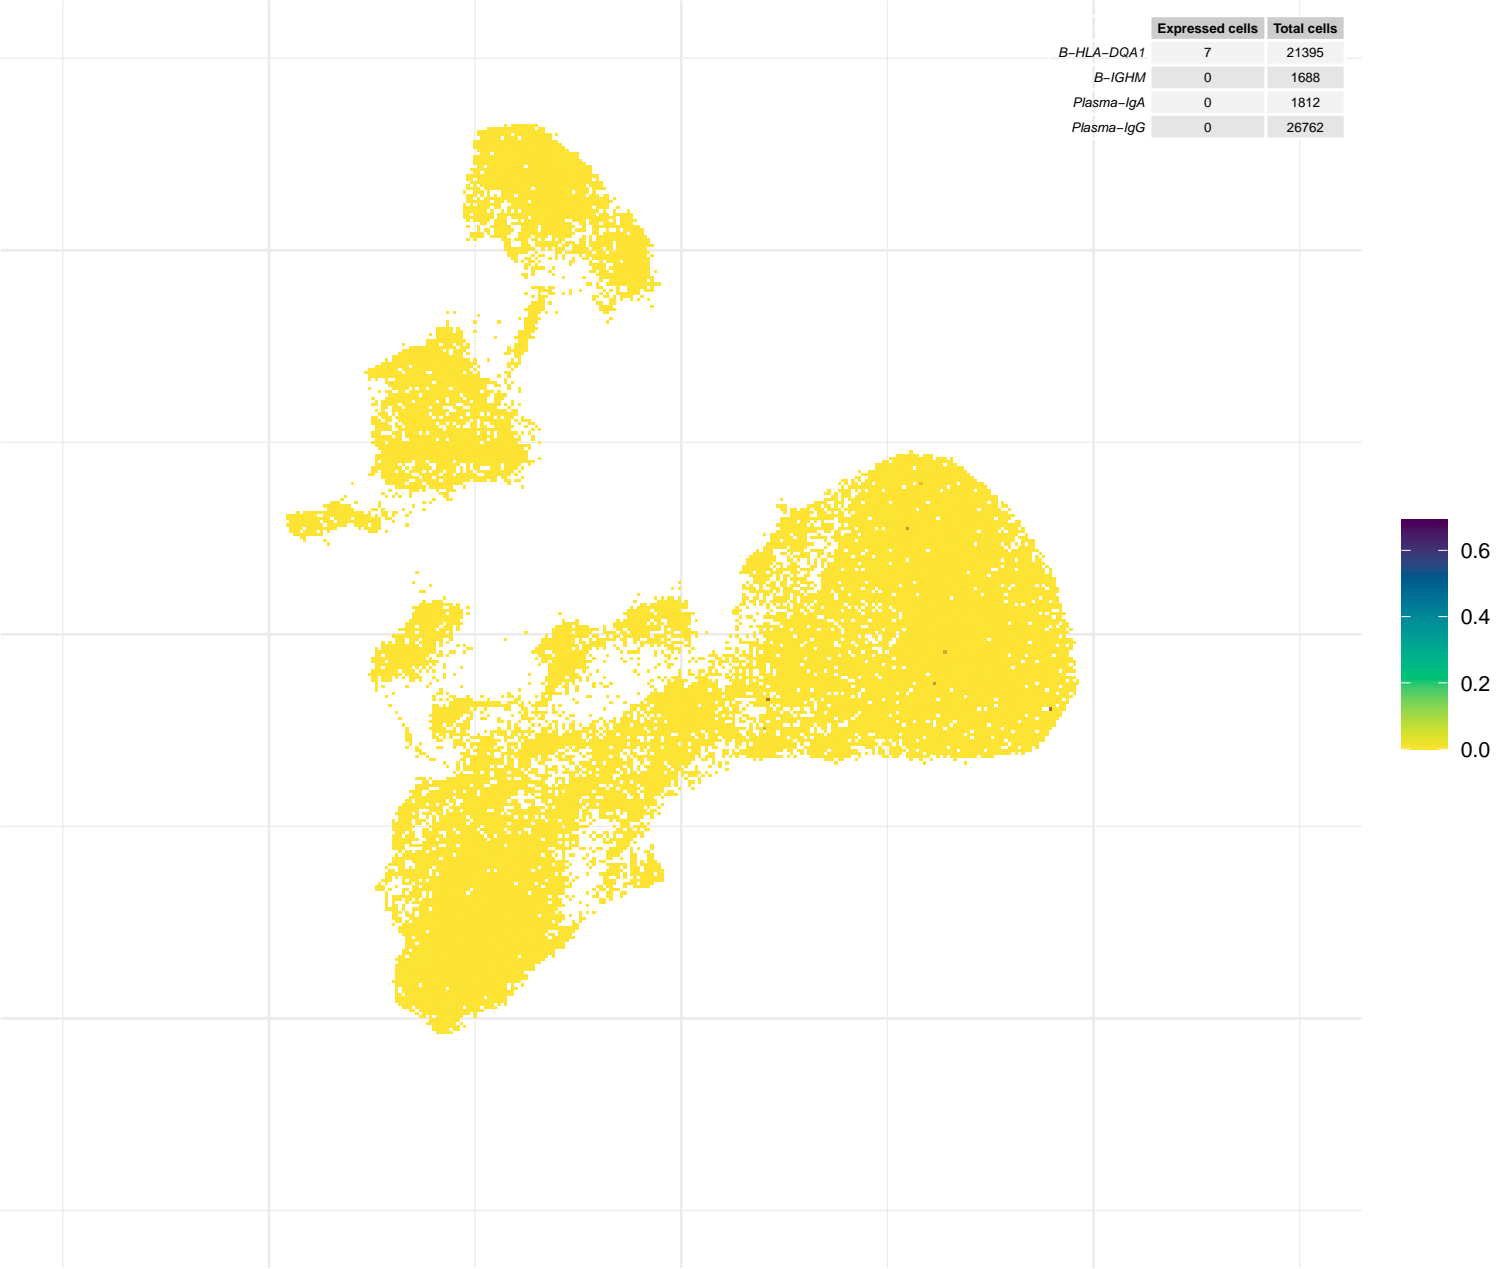 Expressed cells Total cells
B−HLA−DQA1 7 21395
B−IGHM 0 1688
Plasma−IgA 0 1812
Plasma−IgG 0 26762
0.6
0.4
0.2
0.0